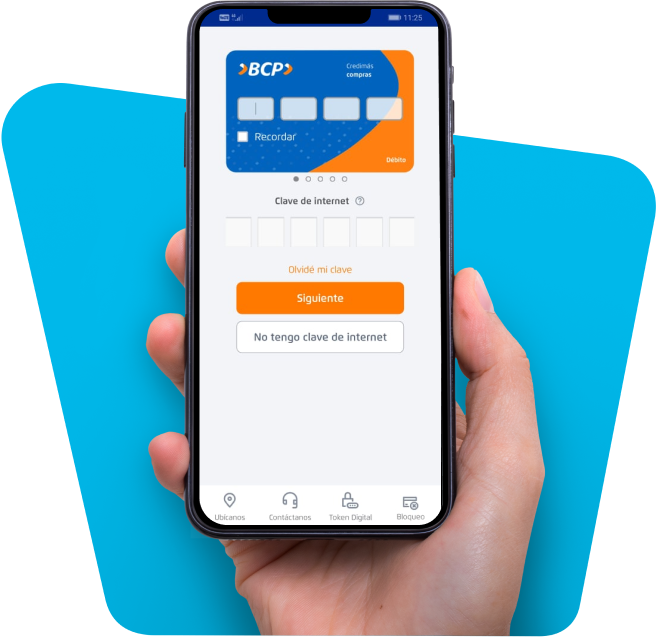 11:25
BCP
Credimás
compras
Recordar
Débito
Clave de internet ?
Olvidé mi clave
Siguiente
No tengo clave de internet
Ubícanos Contáctanos Token Digital Bloqueo